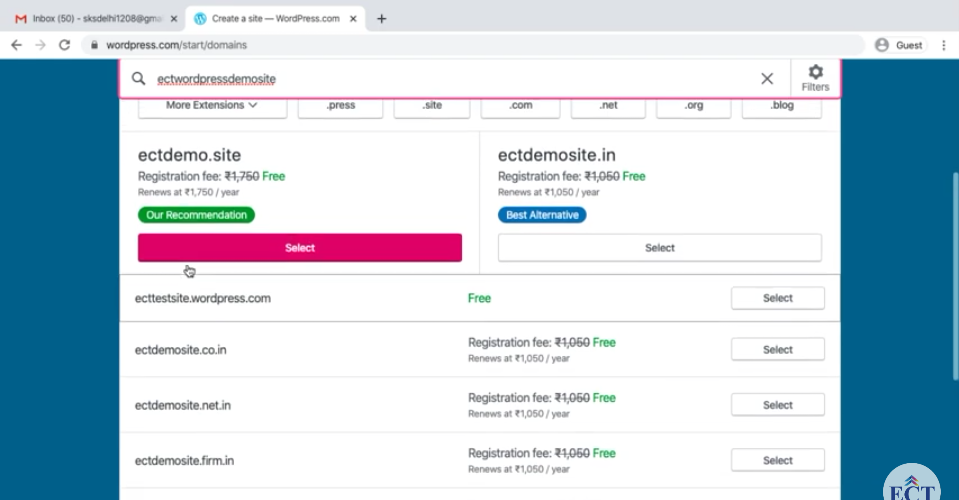 Inbox (50) - sksdelhi1208@gmai
Create a site — WordPress.com
wordpress.com/start/domains
Guest
ectwordpressdemosite
Filters
More Extensions
.press
.site
.com
.net
.org
.blog
ectdemo.site
Registration fee: ₹1,750 Free
Renews at ₹1,750 / year
Our Recommendation
Select
ectdemosite.in
Registration fee: ₹1,050 Free
Renews at ₹1,050 / year
Best Alternative
Select
ecttestsite.wordpress.com
Free
Select
ectdemosite.co.in
Registration fee: ₹1,050 Free
Renews at ₹1,050 / year
Select
ectdemosite.net.in
Registration fee: ₹1,050 Free
Renews at ₹1,050 / year
Select
ectdemosite.firm.in
Registration fee: ₹1,050 Free
Renews at ₹1,050 / year
Select
ECT